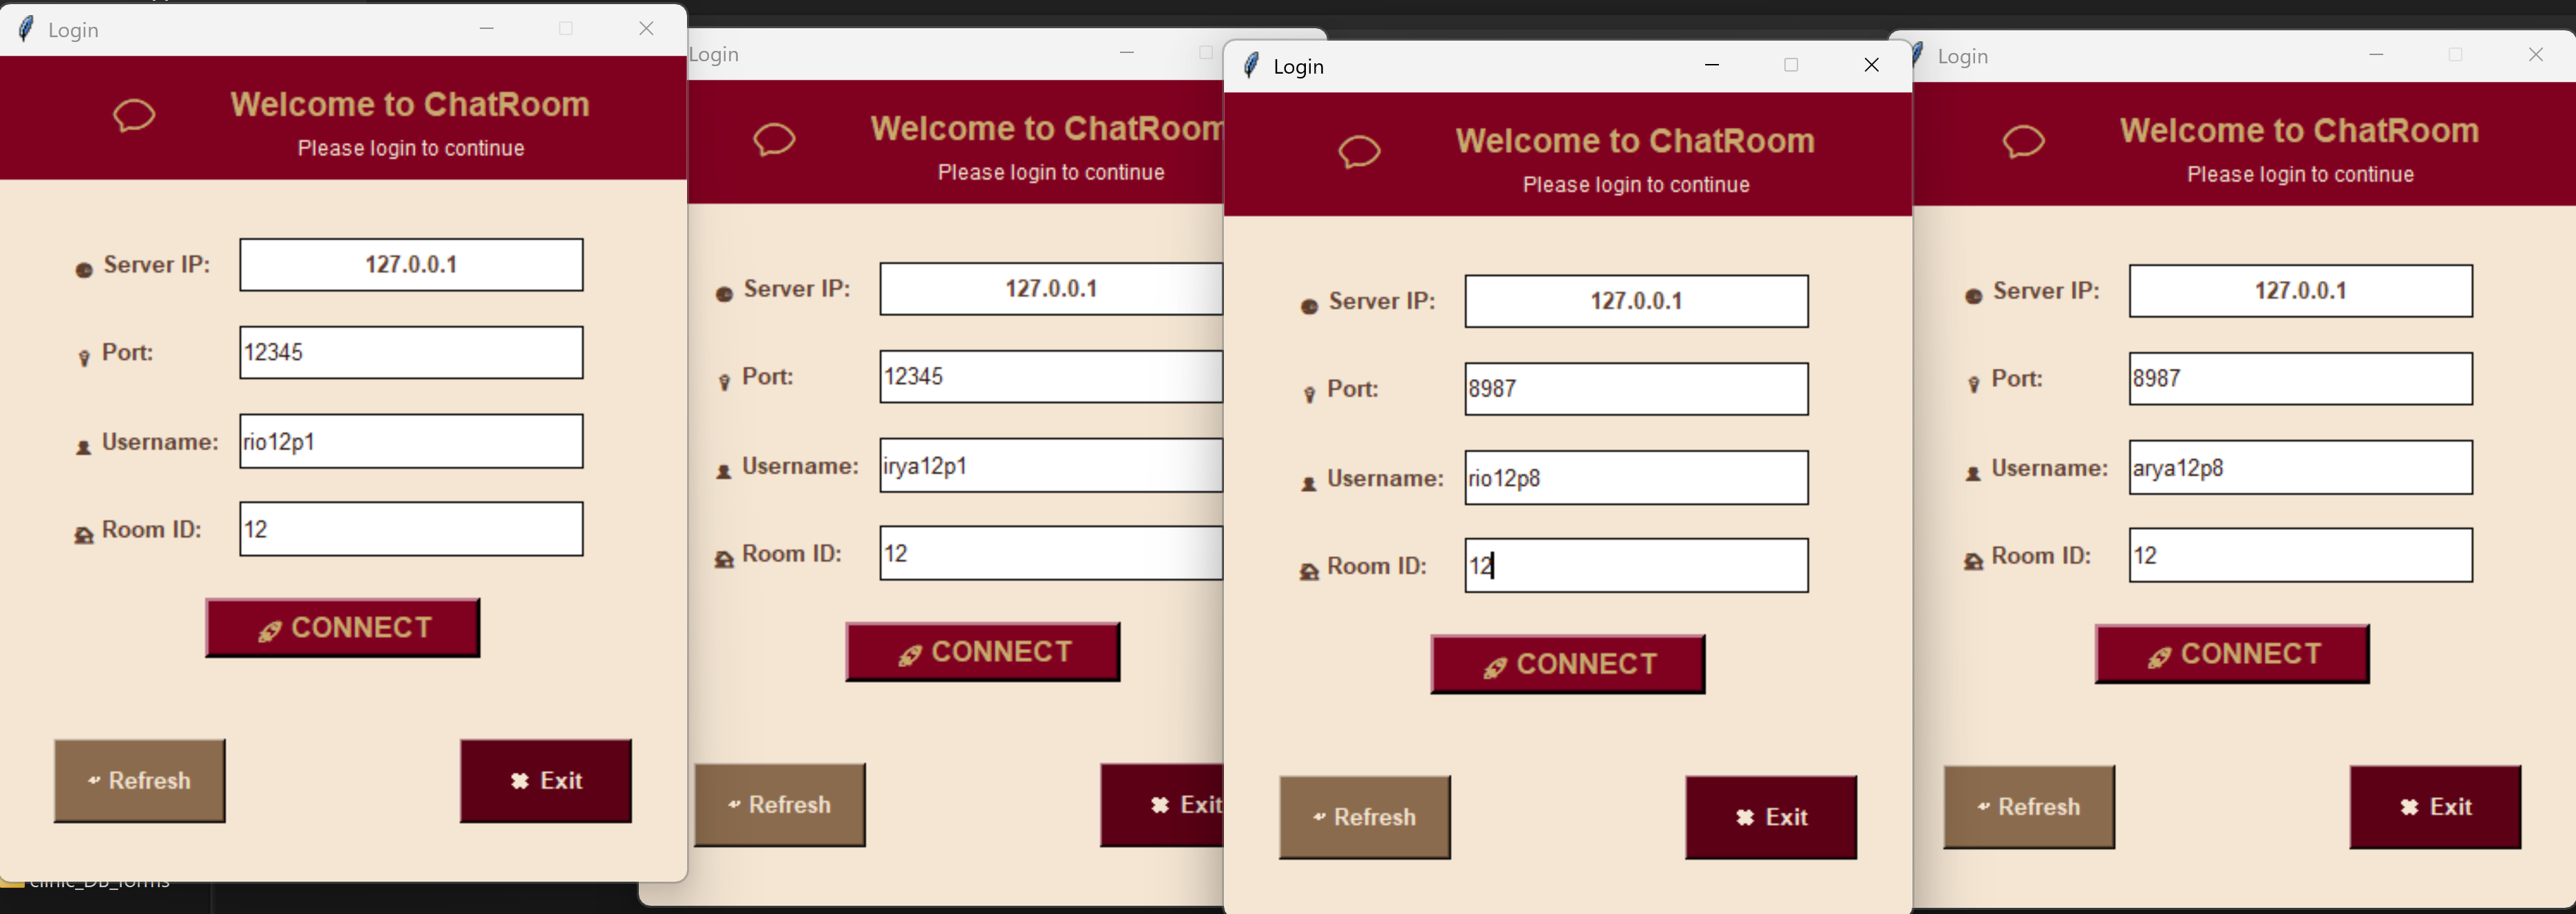 Login
Welcome to ChatRoom
Please login to continue
Server IP: 127.0.0.1
Port: 12345
Username: rio12p1
Room ID: 12
CONNECT
Refresh
Exit
Login
Welcome to ChatRoom
Please login to continue
Server IP: 127.0.0.1
Port: 12345
Username: irya12p1
Room ID: 12
CONNECT
Refresh
Exit
Login
Welcome to ChatRoom
Please login to continue
Server IP: 127.0.0.1
Port: 8987
Username: rio12p8
Room ID: 12
CONNECT
Refresh
Exit
Login
Welcome to ChatRoom
Please login to continue
Server IP: 127.0.0.1
Port: 8987
Username: arya12p8
Room ID: 12
CONNECT
Refresh
Exit
clinic_DB_forms